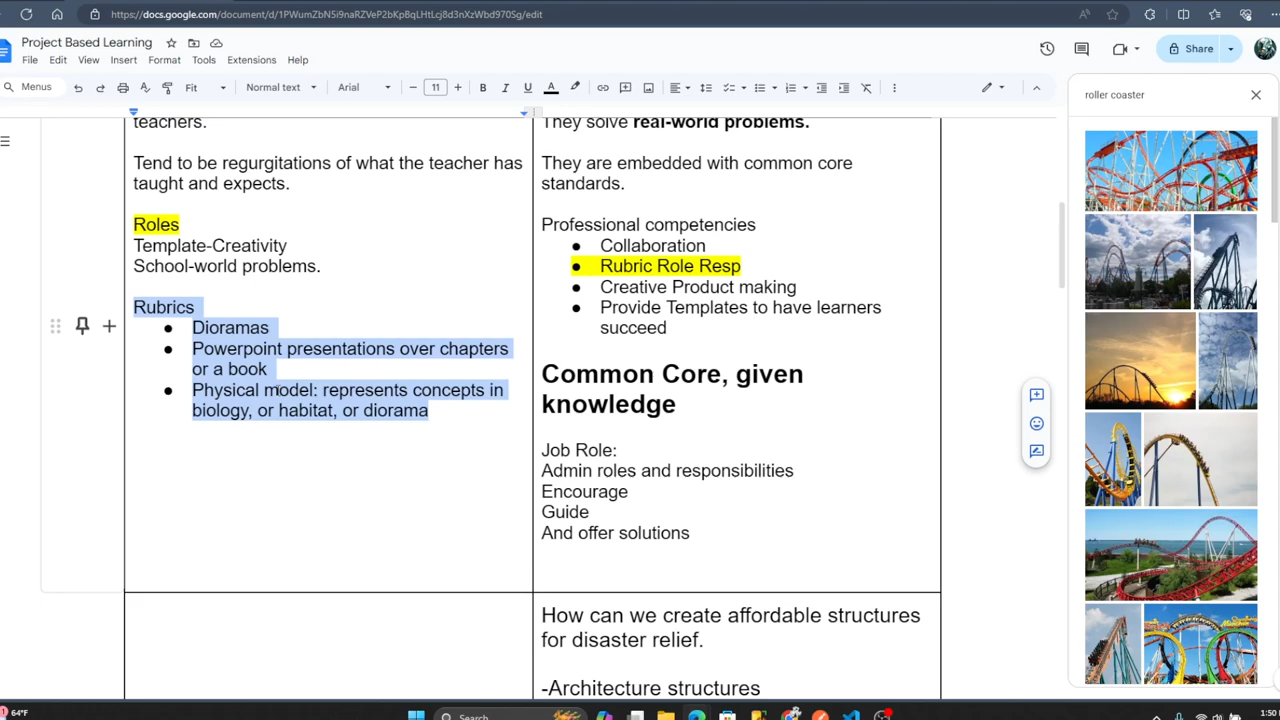 https://docs.google.com/document/d/1PWumZbN5i9naRZVeP2bKpBqLHtLcj8d3nXzWbd970Sg/edit
Project Based Learning
File Edit View Insert Format Tools Extensions Help
Share
Menus
Fit
Normal text
Arial
11
roller coaster
teachers.
Tend to be regurgitations of what the teacher has
taught and expects.
Roles
Template-Creativity
School-world problems.
Rubrics
● Dioramas
● Powerpoint presentations over chapters
or a book
● Physical model: represents concepts in
biology, or habitat, or diorama
They solve real-world problems.
They are embedded with common core
standards.
Professional competencies
● Collaboration
● Rubric Role Resp
● Creative Product making
● Provide Templates to have learners
succeed
Common Core, given
knowledge
Job Role:
Admin roles and responsibilities
Encourage
Guide
And offer solutions
How can we create affordable structures
for disaster relief.
-Architecture structures
64°F
Search
1:50